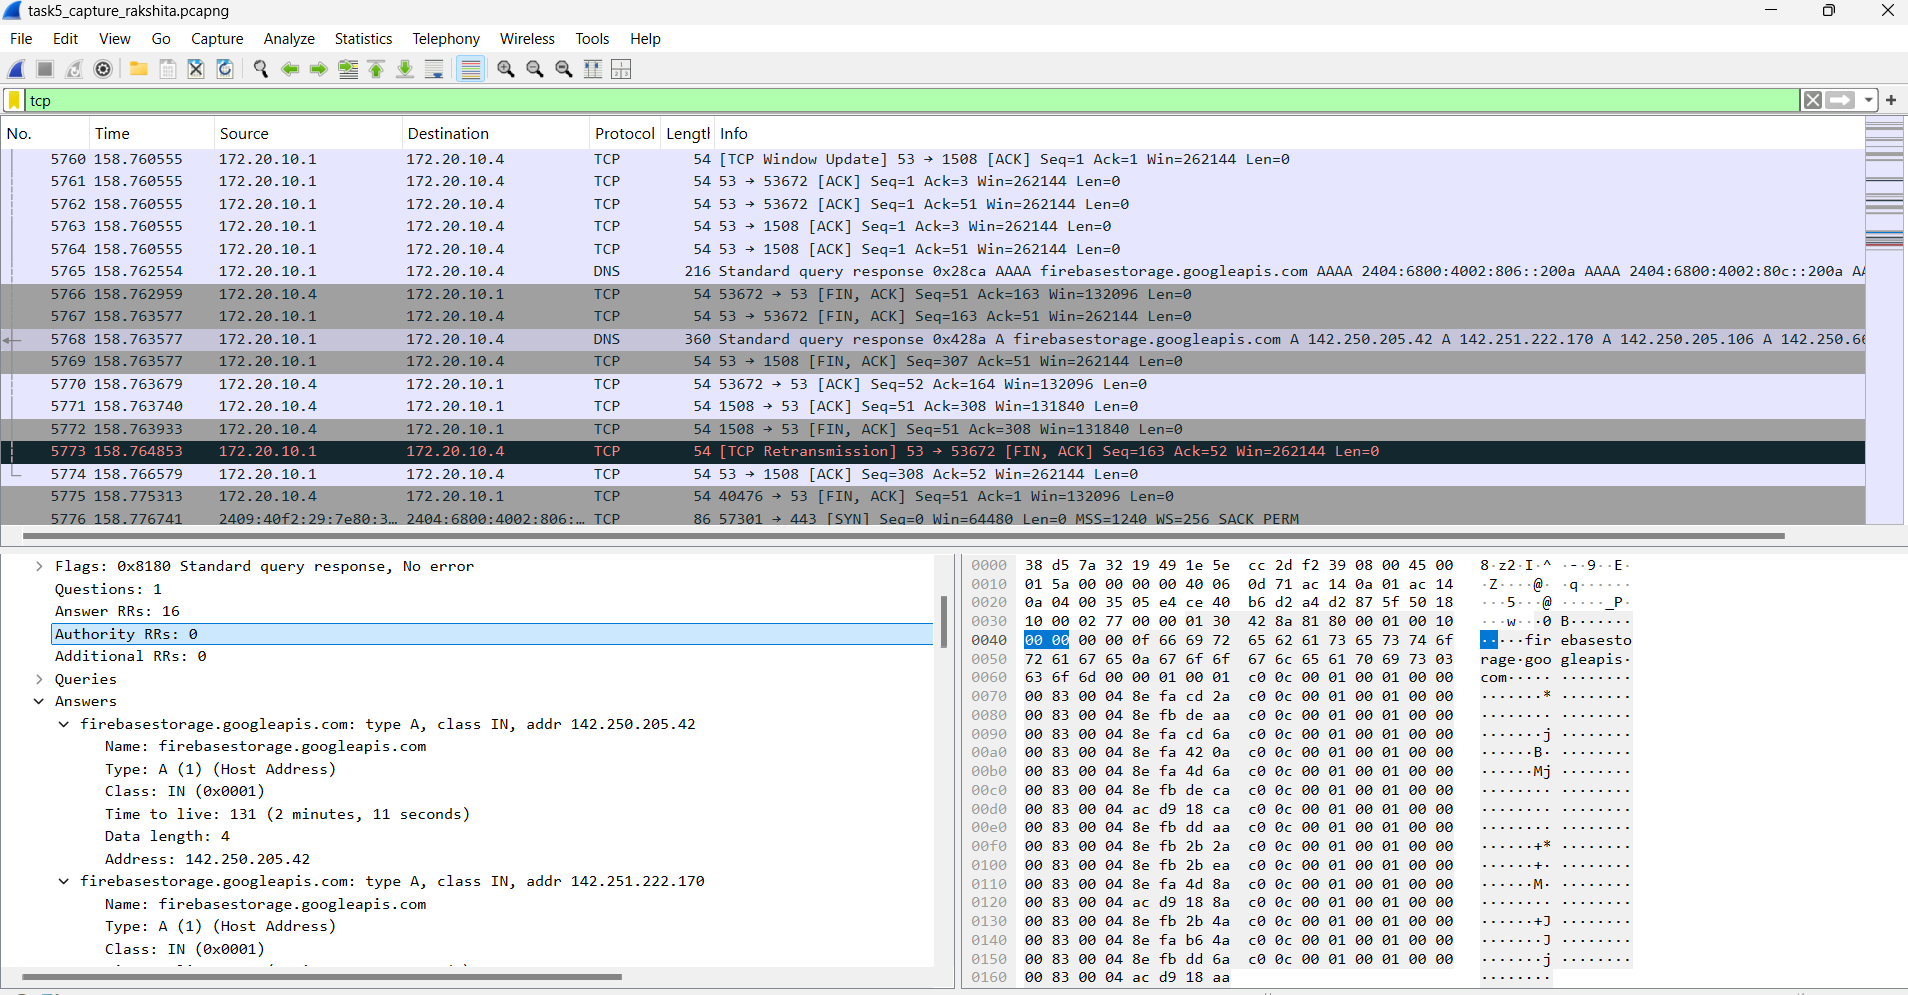 task5_capture_rakshita.pcapng
File Edit View Go Capture Analyze Statistics Telephony Wireless Tools Help
tcp
No. Time Source Destination Protocol Length Info
5760 158.760555 172.20.10.1 172.20.10.4 TCP 54 [TCP Window Update] 53 → 1508 [ACK] Seq=1 Ack=1 Win=262144 Len=0
5761 158.760555 172.20.10.1 172.20.10.4 TCP 54 53 → 53672 [ACK] Seq=1 Ack=3 Win=262144 Len=0
5762 158.760555 172.20.10.1 172.20.10.4 TCP 54 53 → 53672 [ACK] Seq=1 Ack=51 Win=262144 Len=0
5763 158.760555 172.20.10.1 172.20.10.4 TCP 54 53 → 1508 [ACK] Seq=1 Ack=3 Win=262144 Len=0
5764 158.760555 172.20.10.1 172.20.10.4 TCP 54 53 → 1508 [ACK] Seq=1 Ack=51 Win=262144 Len=0
5765 158.762554 172.20.10.1 172.20.10.4 DNS 216 Standard query response 0x28ca AAAA firebasestorage.googleapis.com AAAA 2404:6800:4002:806::200a AAAA 2404:6800:4002:80c::200a AA
5766 158.762959 172.20.10.4 172.20.10.1 TCP 54 53672 → 53 [FIN, ACK] Seq=51 Ack=163 Win=132096 Len=0
5767 158.763577 172.20.10.1 172.20.10.4 TCP 54 53 → 53672 [FIN, ACK] Seq=163 Ack=51 Win=262144 Len=0
5768 158.763577 172.20.10.1 172.20.10.4 DNS 360 Standard query response 0x428a A firebasestorage.googleapis.com A 142.250.205.42 A 142.251.222.170 A 142.250.205.106 A 142.250.66
5769 158.763577 172.20.10.1 172.20.10.4 TCP 54 53 → 1508 [FIN, ACK] Seq=307 Ack=51 Win=262144 Len=0
5770 158.763679 172.20.10.4 172.20.10.1 TCP 54 53672 → 53 [ACK] Seq=52 Ack=164 Win=132096 Len=0
5771 158.763740 172.20.10.4 172.20.10.1 TCP 54 1508 → 53 [ACK] Seq=51 Ack=308 Win=131840 Len=0
5772 158.763933 172.20.10.4 172.20.10.1 TCP 54 1508 → 53 [FIN, ACK] Seq=51 Ack=308 Win=131840 Len=0
5773 158.764853 172.20.10.1 172.20.10.4 TCP 54 [TCP Retransmission] 53 → 53672 [FIN, ACK] Seq=163 Ack=52 Win=262144 Len=0
5774 158.766579 172.20.10.1 172.20.10.4 TCP 54 53 → 1508 [ACK] Seq=308 Ack=52 Win=262144 Len=0
5775 158.775313 172.20.10.4 172.20.10.1 TCP 54 40476 → 53 [FIN, ACK] Seq=51 Ack=1 Win=132096 Len=0
5776 158.776741 2409:40f2:29:7e80:3… 2404:6800:4002:806:… TCP 86 57301 → 443 [SYN] Seq=0 Win=64480 Len=0 MSS=1240 WS=256 SACK_PERM
Flags: 0x8180 Standard query response, No error
Questions: 1
Answer RRs: 16
Authority RRs: 0
Additional RRs: 0
Queries
Answers
firebasestorage.googleapis.com: type A, class IN, addr 142.250.205.42
Name: firebasestorage.googleapis.com
Type: A (1) (Host Address)
Class: IN (0x0001)
Time to live: 131 (2 minutes, 11 seconds)
Data length: 4
Address: 142.250.205.42
firebasestorage.googleapis.com: type A, class IN, addr 142.251.222.170
Name: firebasestorage.googleapis.com
Type: A (1) (Host Address)
Class: IN (0x0001)
0000 38 d5 7a 32 19 49 1e 5e cc 2d f2 39 08 00 45 00 8·z2·I·^ ·-·9··E·
0010 01 5a 00 00 00 00 40 06 0d 71 ac 14 0a 01 ac 14 ·Z····@· ·q······
0020 0a 04 00 35 05 e4 ce 40 b6 d2 a4 d2 87 5f 50 18 ···5···@ ·····_P·
0030 10 00 02 77 00 00 01 30 42 8a 81 80 00 01 00 10 ···w···0 B·······
0040 00 00 00 00 0f 66 69 72 65 62 61 73 65 73 74 6f ·····fir ebasesto
0050 72 61 67 65 0a 67 6f 6f 67 6c 65 61 70 69 73 03 rage·goo gleapis·
0060 63 6f 6d 00 00 01 00 01 c0 0c 00 01 00 01 00 00 com····· ········
0070 00 83 00 04 8e fa cd 2a c0 0c 00 01 00 01 00 00 ·······* ········
0080 00 83 00 04 8e fb de aa c0 0c 00 01 00 01 00 00 ········ ········
0090 00 83 00 04 8e fa cd 6a c0 0c 00 01 00 01 00 00 ·······j ········
00a0 00 83 00 04 8e fa 42 0a c0 0c 00 01 00 01 00 00 ······B· ········
00b0 00 83 00 04 8e fa 4d 6a c0 0c 00 01 00 01 00 00 ······Mj ········
00c0 00 83 00 04 8e fb de ca c0 0c 00 01 00 01 00 00 ········ ········
00d0 00 83 00 04 ac d9 18 ca c0 0c 00 01 00 01 00 00 ········ ········
00e0 00 83 00 04 8e fb dd aa c0 0c 00 01 00 01 00 00 ········ ········
00f0 00 83 00 04 8e fb 2b 2a c0 0c 00 01 00 01 00 00 ······+* ········
0100 00 83 00 04 8e fb 2b ea c0 0c 00 01 00 01 00 00 ······+· ········
0110 00 83 00 04 8e fa 4d 8a c0 0c 00 01 00 01 00 00 ······M· ········
0120 00 83 00 04 ac d9 18 8a c0 0c 00 01 00 01 00 00 ········ ········
0130 00 83 00 04 8e fb 2b 4a c0 0c 00 01 00 01 00 00 ······+J ········
0140 00 83 00 04 8e fa b6 4a c0 0c 00 01 00 01 00 00 ·······J ········
0150 00 83 00 04 8e fb dd 6a c0 0c 00 01 00 01 00 00 ·······j ········
0160 00 83 00 04 ac d9 18 aa ········